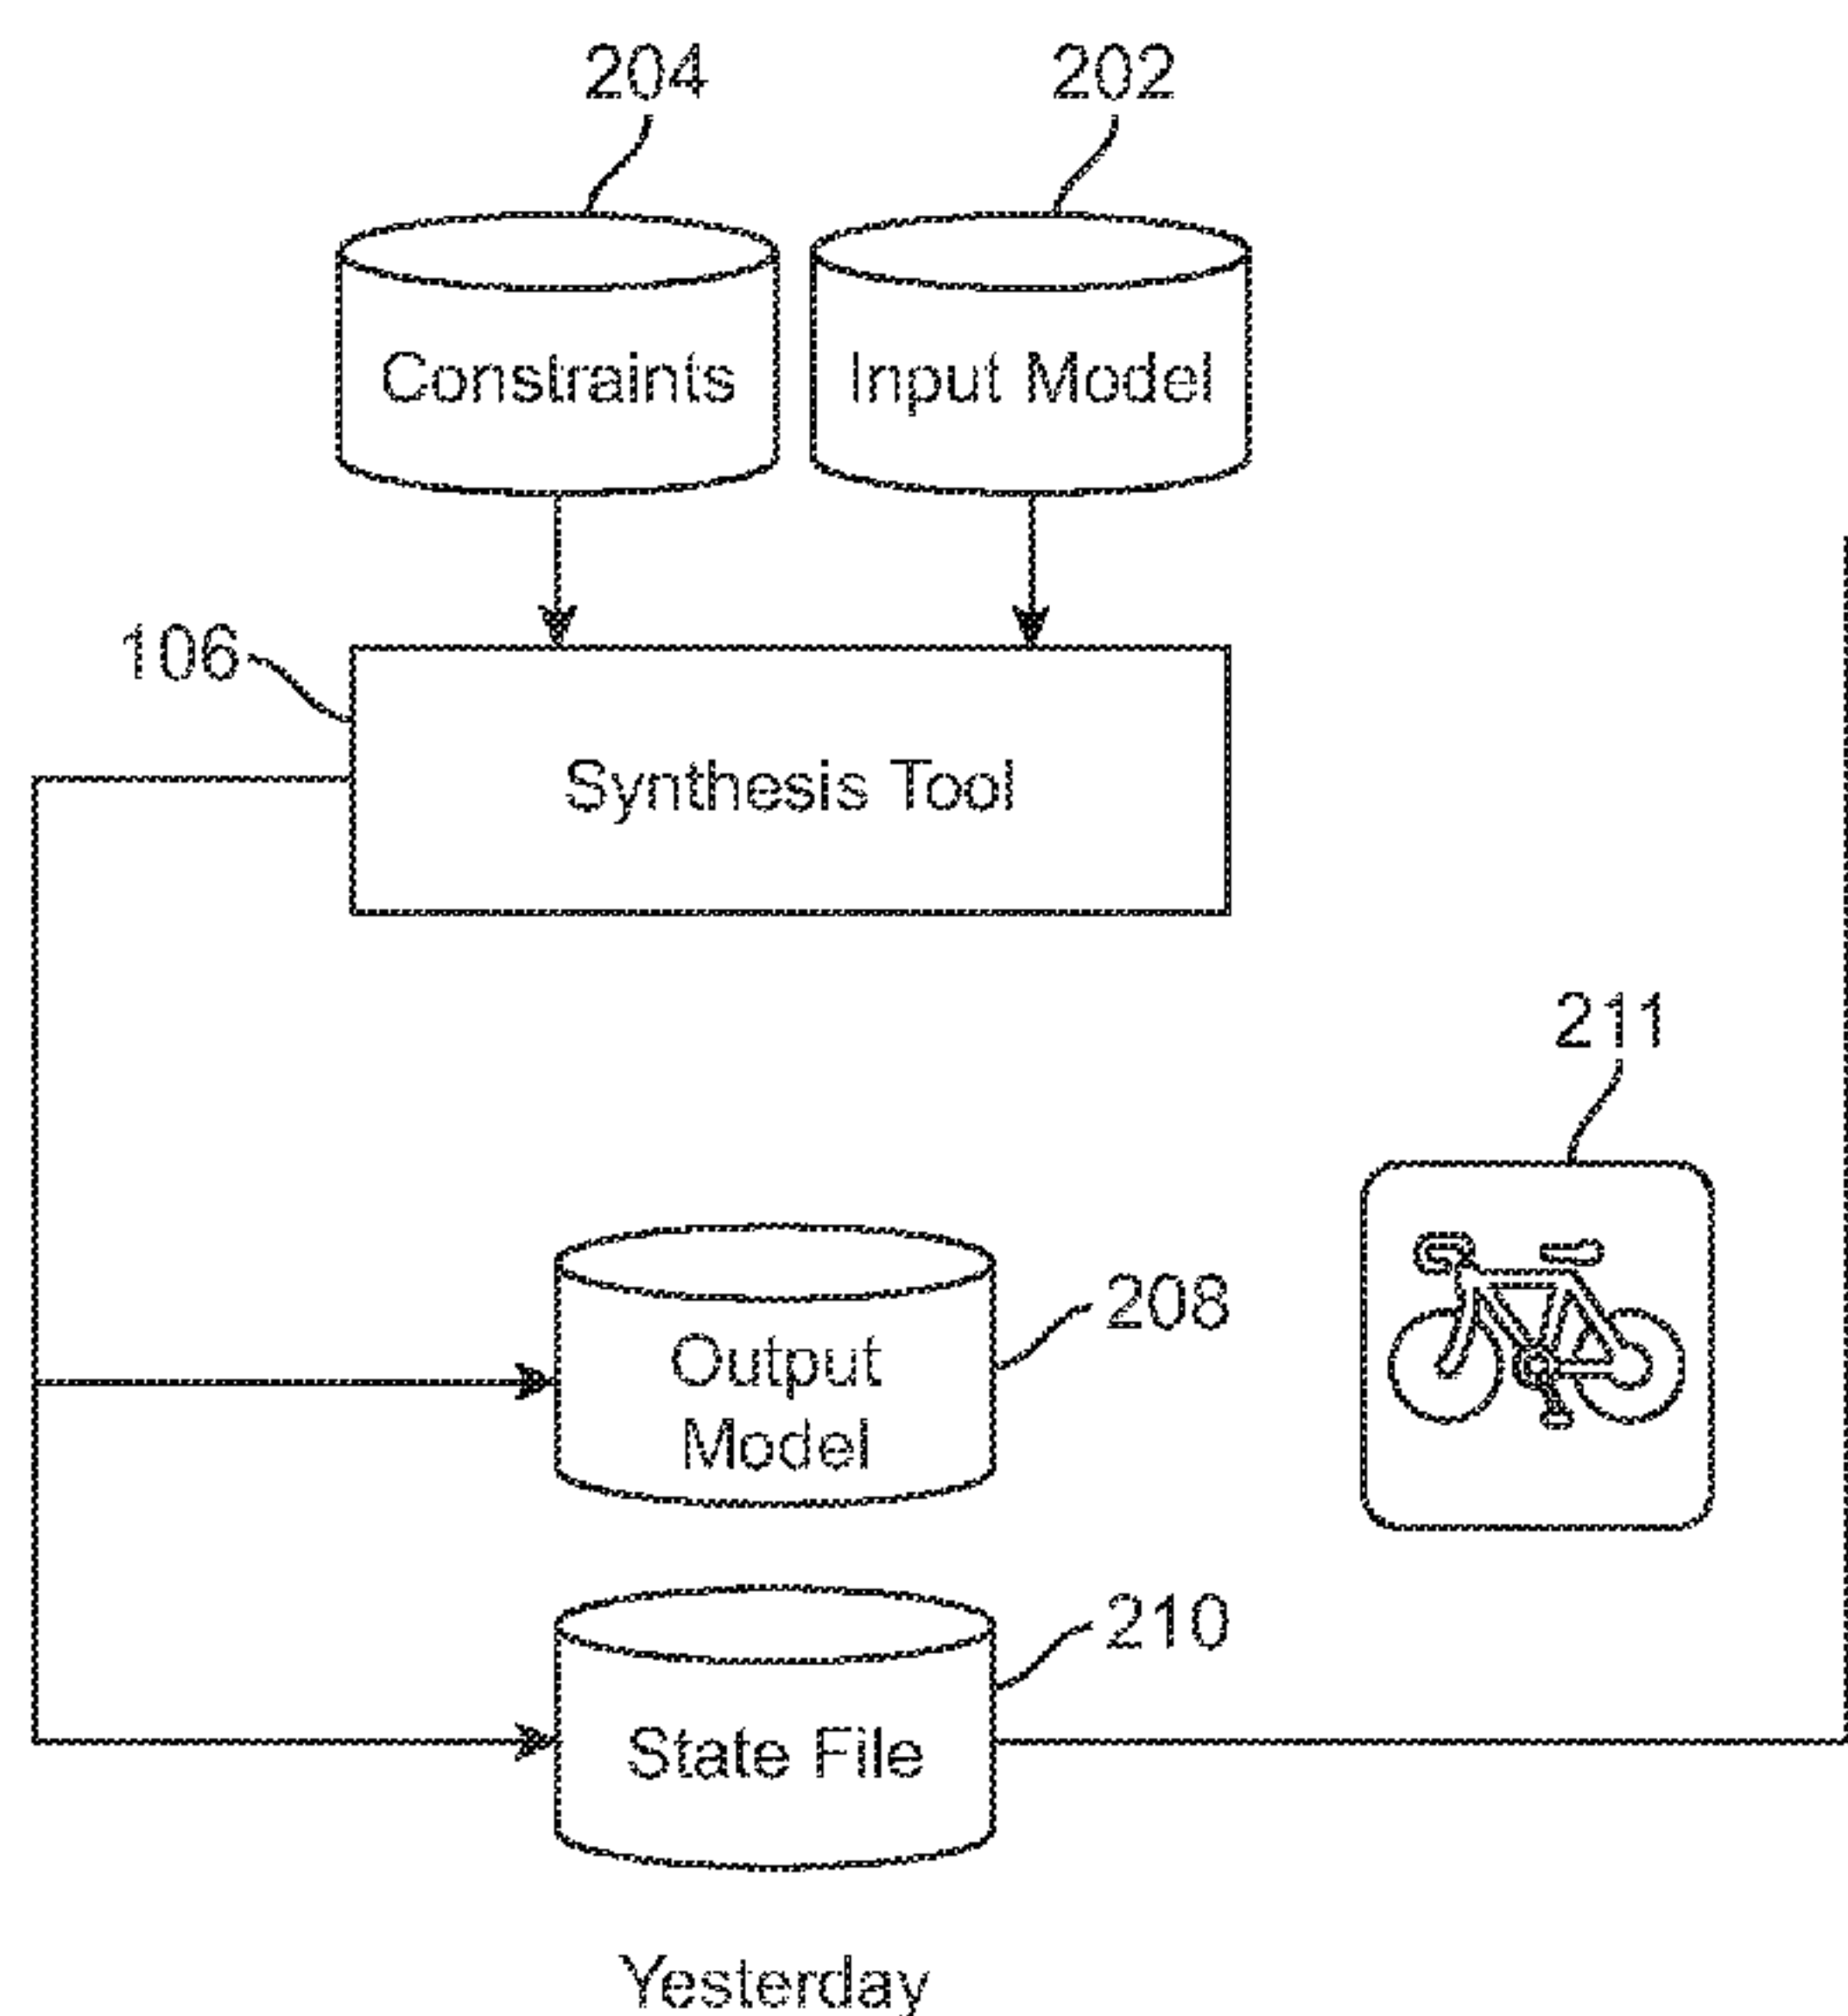 204
202
Constraints
Input Model
106
Synthesis Tool
211
208
Output
Model
210
State File
Yesterday